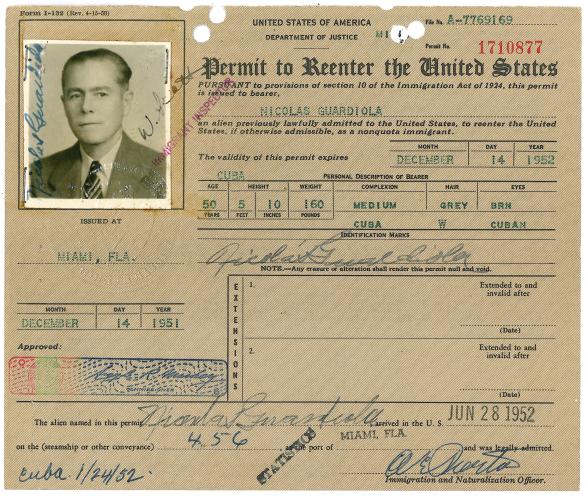 Form I-132 (Rev. 4-15-50)
UNITED STATES OF AMERICA
DEPARTMENT OF JUSTICE
File No. A-7769169
Permit No. 1710877
Permit to Reenter the United States
PURSUANT to provisions of section 10 of the Immigration Act of 1924, this permit
is issued to bearer,
NICOLAS GUARDIOLA
an alien previously lawfully admitted to the United States, to reenter the United
States, if otherwise admissible, as a nonquota immigrant.
MONTH DAY YEAR
The validity of this permit expires DECEMBER 14 1952
CUBA
PERSONAL DESCRIPTION OF BEARER
AGE HEIGHT WEIGHT COMPLEXION HAIR EYES
50 5 10 160 MEDIUM GREY BRN
YEARS FEET INCHES POUNDS
CUBA W CUBAN
IDENTIFICATION MARKS
Nicolás Guardiola
NOTE.—Any erasure or alteration shall render this permit null and void.
Nicolas Guardiola
IMMIGRANT INSPECTOR
ISSUED AT
MIAMI, FLA.
MONTH DAY YEAR
DECEMBER 14 1951
Approved:
COMMISSIONER
EXTENSIONS
1.
Extended to and
invalid after
(Date)
2.
Extended to and
invalid after
(Date)
The alien named in this permit, Nicolas Guardiola arrived in the U. S. JUN 28 1952
MIAMI, FLA.
on the (steamship or other conveyance) 456 at the port of and was legally admitted.
STATISTICS
Cuba 1/24/52.
Immigration and Naturalization Officer.